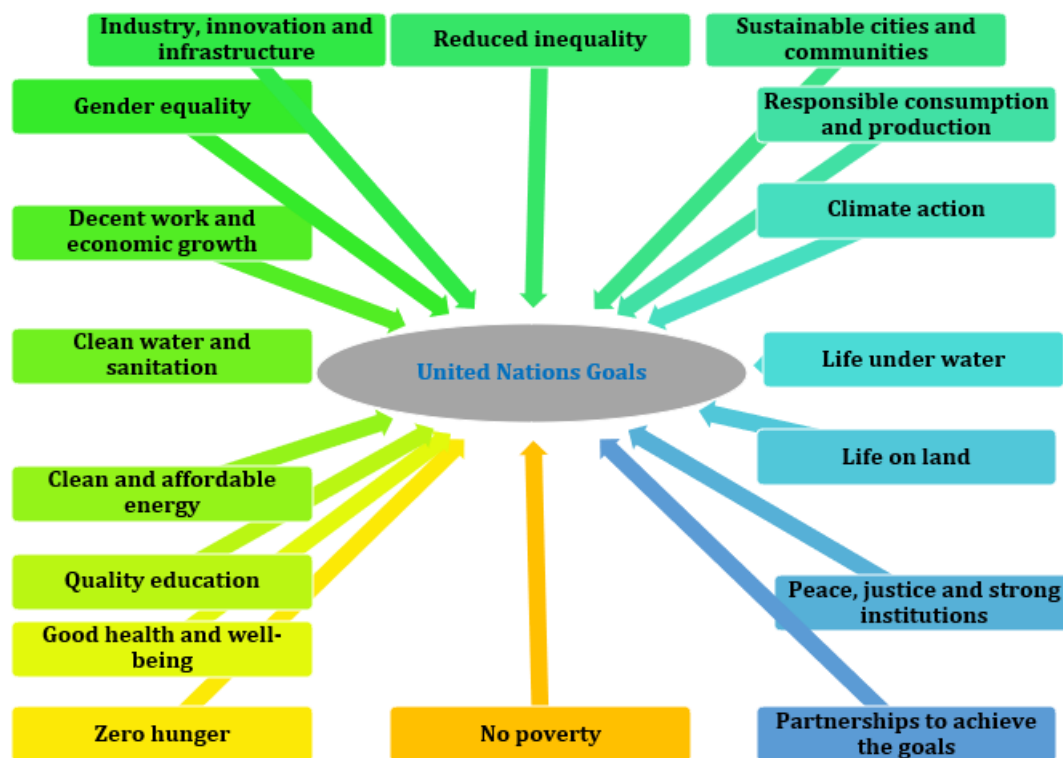 Industry, innovation and
infrastructure
Reduced inequality
Sustainable cities and
communities
Gender equality
Responsible consumption
and production
Decent work and
economic growth
Climate action
Clean water and
sanitation
United Nations Goals
Life under water
Clean and affordable
energy
Life on land
Quality education
Peace, justice and strong
institutions
Good health and well-
being
Zero hunger
No poverty
Partnerships to achieve
the goals